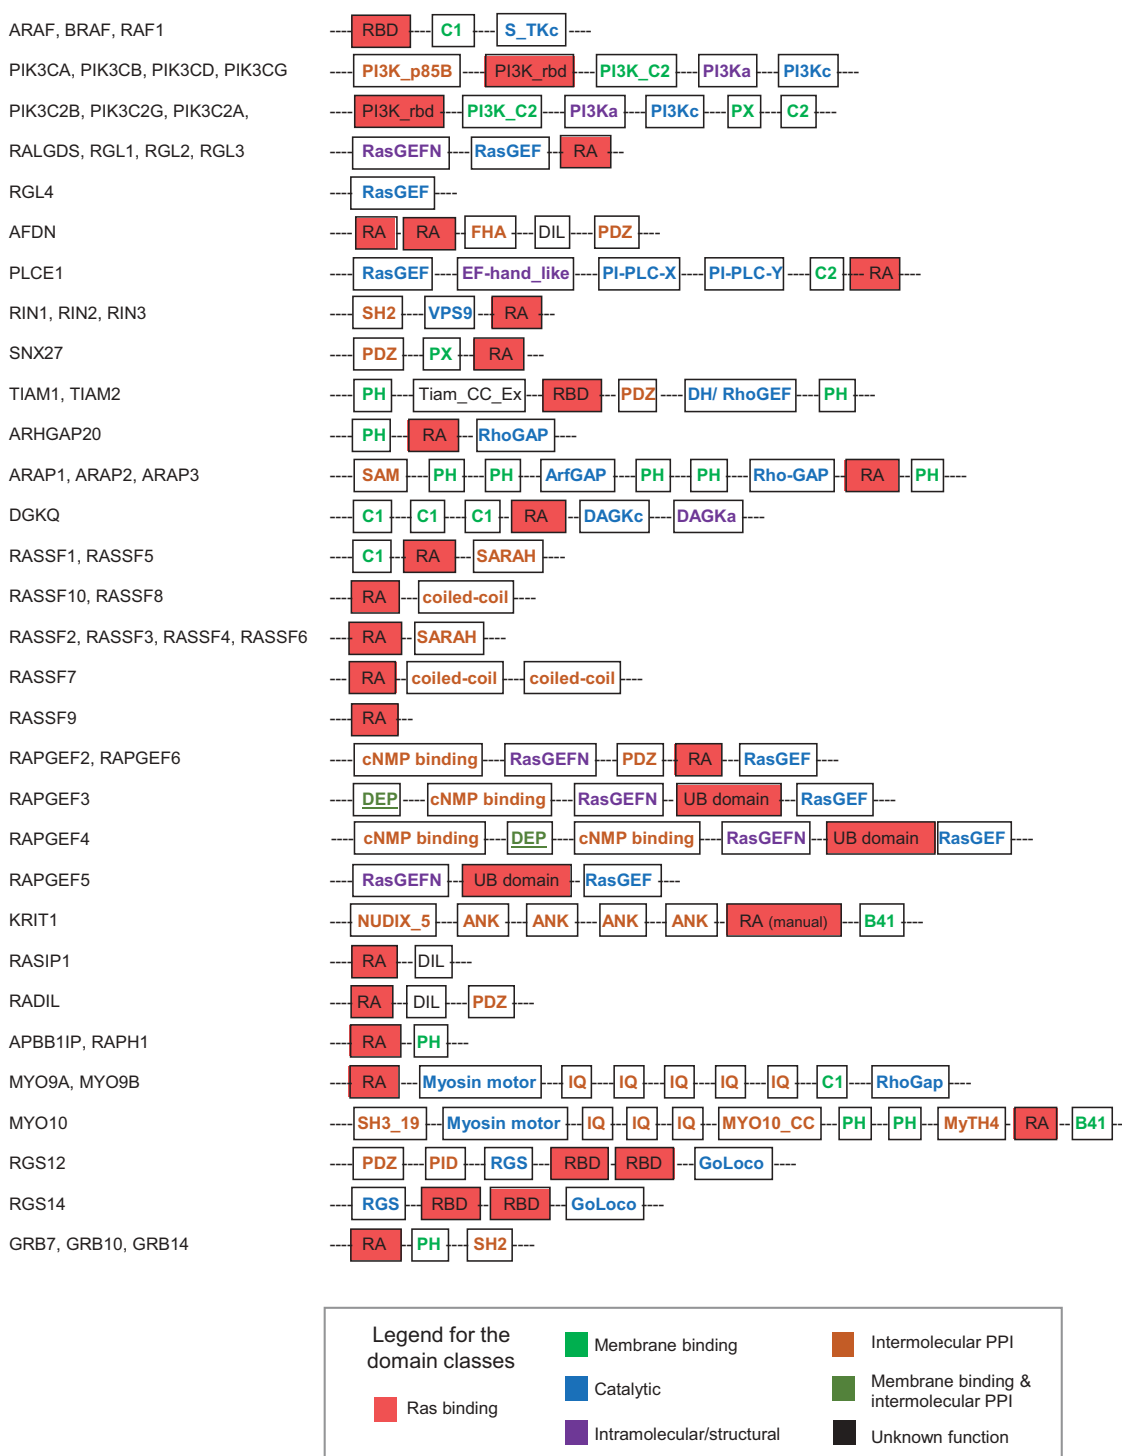 ARAF, BRAF, RAF1 RBD C1 S_TKc
PIK3CA, PIK3CB, PIK3CD, PIK3CG PI3K_p85B PI3K_rbd PI3K_C2 PI3Ka PI3Kc
PIK3C2B, PIK3C2G, PIK3C2A, PI3K_rbd PI3K_C2 PI3Ka PI3Kc PX C2
RALGDS, RGL1, RGL2, RGL3 RasGEFN RasGEF RA
RGL4 RasGEF
AFDN RA RA FHA DIL PDZ
PLCE1 RasGEF EF-hand_like PI-PLC-X PI-PLC-Y C2 RA
RIN1, RIN2, RIN3 SH2 VPS9 RA
SNX27 PDZ PX RA
TIAM1, TIAM2 PH Tiam_CC_Ex RBD PDZ DH/ RhoGEF PH
ARHGAP20 PH RA RhoGAP
ARAP1, ARAP2, ARAP3 SAM PH PH ArfGAP PH PH Rho-GAP RA PH
DGKQ C1 C1 C1 RA DAGKc DAGKa
RASSF1, RASSF5 C1 RA SARAH
RASSF10, RASSF8 RA coiled-coil
RASSF2, RASSF3, RASSF4, RASSF6 RA SARAH
RASSF7 RA coiled-coil coiled-coil
RASSF9 RA
RAPGEF2, RAPGEF6 cNMP binding RasGEFN PDZ RA RasGEF
RAPGEF3 DEP cNMP binding RasGEFN UB domain RasGEF
RAPGEF4 cNMP binding DEP cNMP binding RasGEFN UB domain RasGEF
RAPGEF5 RasGEFN UB domain RasGEF
KRIT1 NUDIX_5 ANK ANK ANK ANK RA (manual) B41
RASIP1 RA DIL
RADIL RA DIL PDZ
APBB1IP, RAPH1 RA PH
MYO9A, MYO9B RA Myosin motor IQ IQ IQ IQ IQ C1 RhoGap
MYO10 SH3_19 Myosin motor IQ IQ IQ MYO10_CC PH PH MyTH4 RA B41
RGS12 PDZ PID RGS RBD RBD GoLoco
RGS14 RGS RBD RBD GoLoco
GRB7, GRB10, GRB14 RA PH SH2
Legend for the
domain classes
Ras binding
Membrane binding
Catalytic
Intramolecular/structural
Intermolecular PPI
Membrane binding &
intermolecular PPI
Unknown function